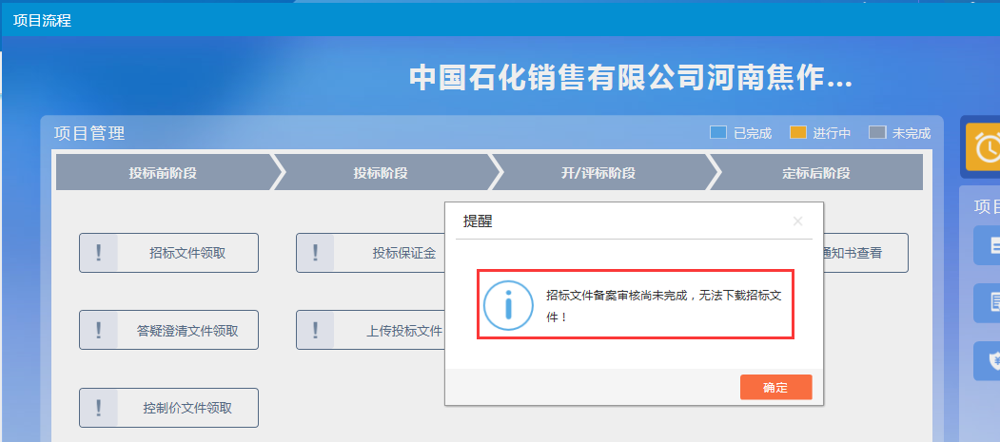 项目流程
中国石化销售有限公司河南焦作...
项目管理
已完成
进行中
未完成
投标前阶段
投标阶段
开/评标阶段
定标后阶段
提醒
招标文件领取
投标保证金
通知书查看
招标文件备案审核尚未完成，无法下载招标文
件！
答疑澄清文件领取
上传投标文件
确定
控制价文件领取